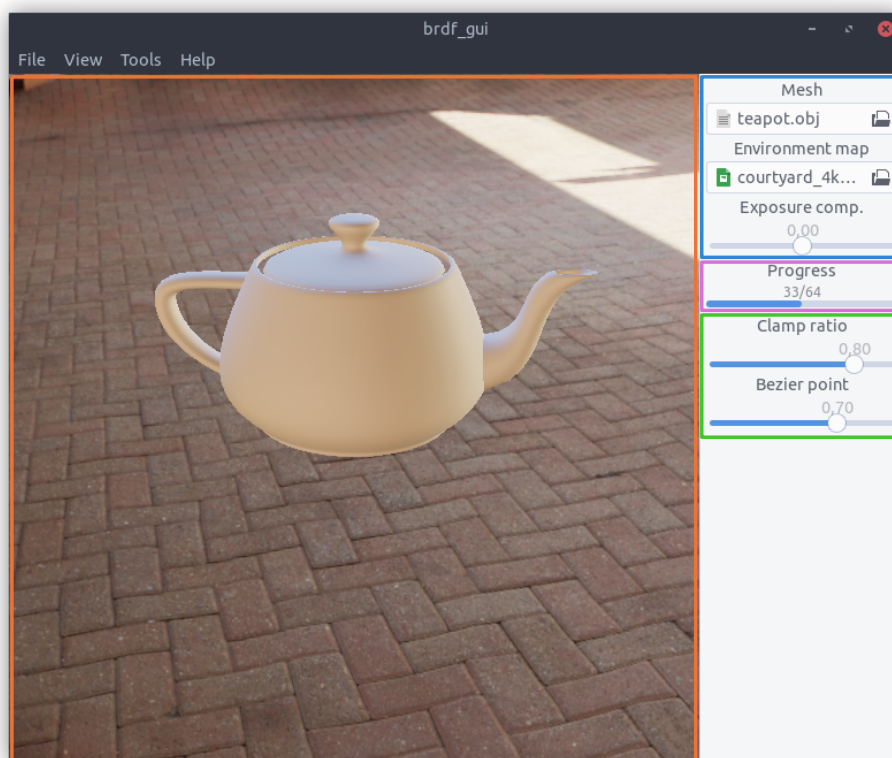 brdf_gui
File View Tools Help
Mesh
teapot.obj
Environment map
courtyard_4k...
Exposure comp.
0,00
Progress
33/64
Clamp ratio
0,80
Bezier point
0,70